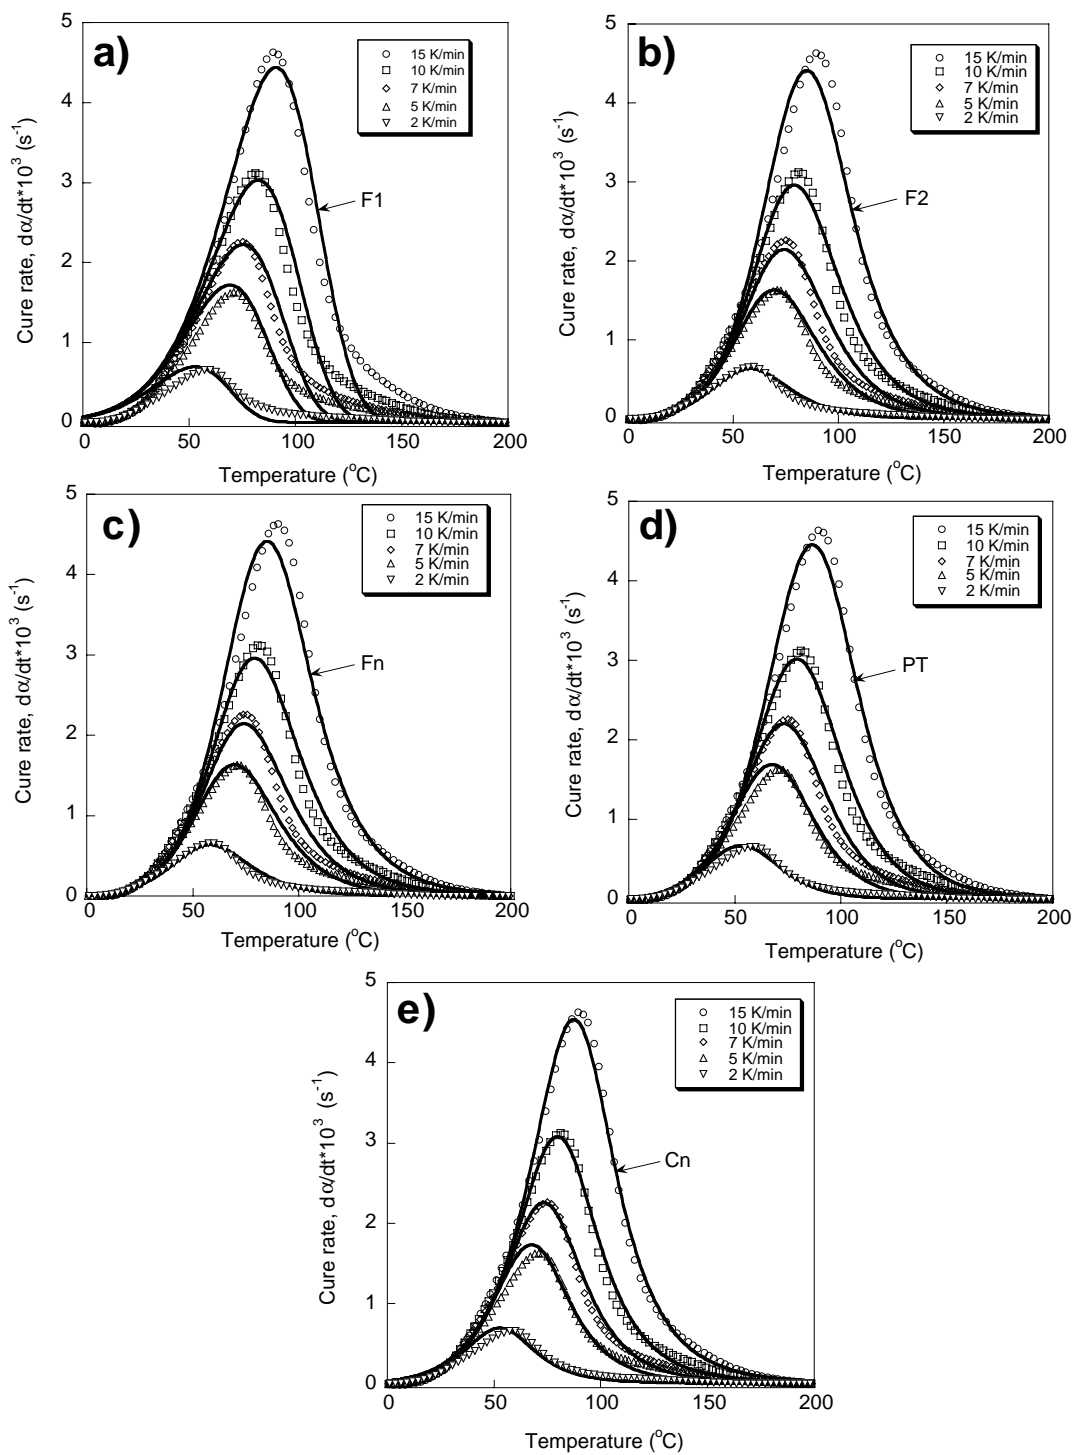 a)
5
4
3
2
1
0
0 50 100 150 200
Cure rate, dα/dt*10³ (s⁻¹)
Temperature (°C)
15 K/min
10 K/min
7 K/min
5 K/min
2 K/min
F1
b)
5
4
3
2
1
0
0 50 100 150 200
Cure rate, dα/dt*10³ (s⁻¹)
Temperature (°C)
15 K/min
10 K/min
7 K/min
5 K/min
2 K/min
F2
c)
5
4
3
2
1
0
0 50 100 150 200
Cure rate, dα/dt*10³ (s⁻¹)
Temperature (°C)
15 K/min
10 K/min
7 K/min
5 K/min
2 K/min
Fn
d)
5
4
3
2
1
0
0 50 100 150 200
Cure rate, dα/dt*10³ (s⁻¹)
Temperature (°C)
15 K/min
10 K/min
7 K/min
5 K/min
2 K/min
PT
e)
5
4
3
2
1
0
0 50 100 150 200
Cure rate, dα/dt*10³ (s⁻¹)
Temperature (°C)
15 K/min
10 K/min
7 K/min
5 K/min
2 K/min
Cn